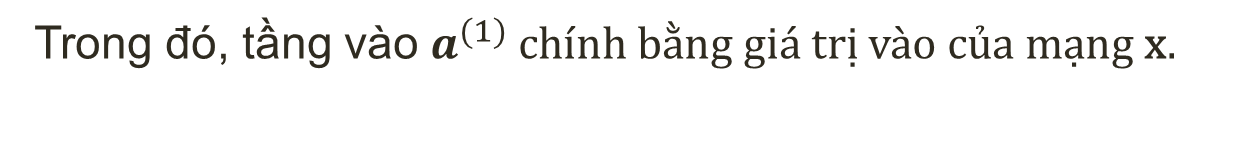 Trong đó, tầng vào a⁽¹⁾ chính bằng giá trị vào của mạng x.